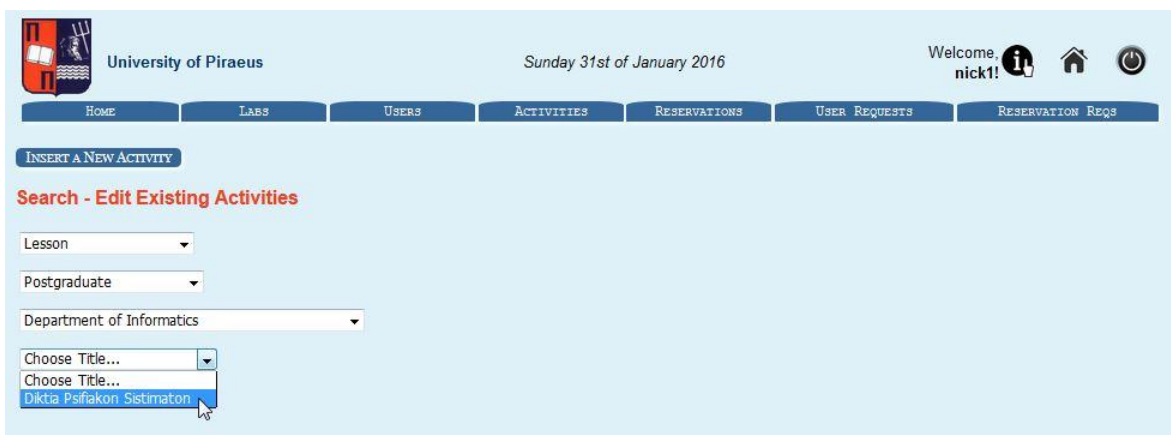 Π
Π
University of Piraeus
Sunday 31st of January 2016
Welcome,
nick1!
HOME LABS USERS ACTIVITIES RESERVATIONS USER REQUESTS RESERVATION REQS
INSERT A NEW ACTIVITY
Search - Edit Existing Activities
Lesson
Postgraduate
Department of Informatics
Choose Title...
Choose Title...
Diktia Psifiakon Sistimaton